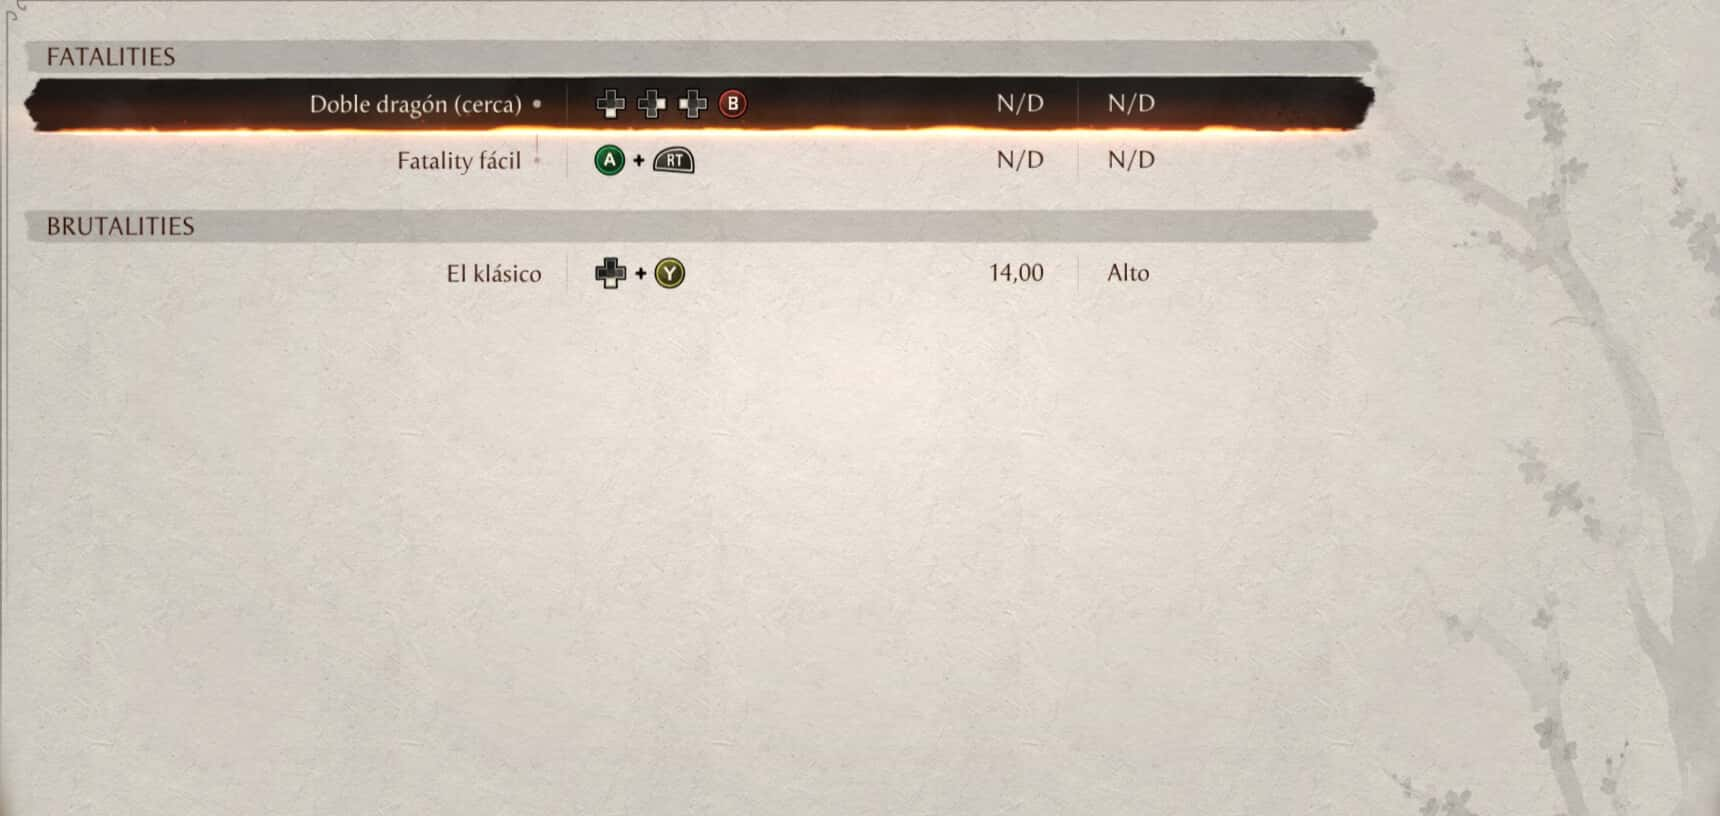 FATALITIES
Doble dragón (cerca) B N/D N/D
Fatality fácil A + RT N/D N/D
BRUTALITIES
El klásico + Y 14,00 Alto